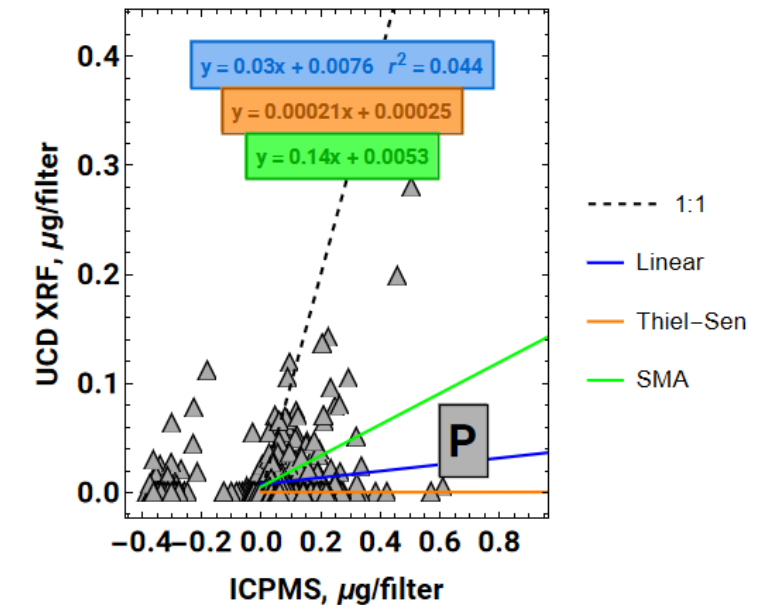 0.4
0.3
0.2
0.1
0.0
UCD XRF, µg/filter
y = 0.03x + 0.0076 r² = 0.044
y = 0.00021x + 0.00025
y = 0.14x + 0.0053
P
−0.4 −0.2 0.0 0.2 0.4 0.6 0.8
ICPMS, µg/filter
1:1
Linear
Thiel−Sen
SMA